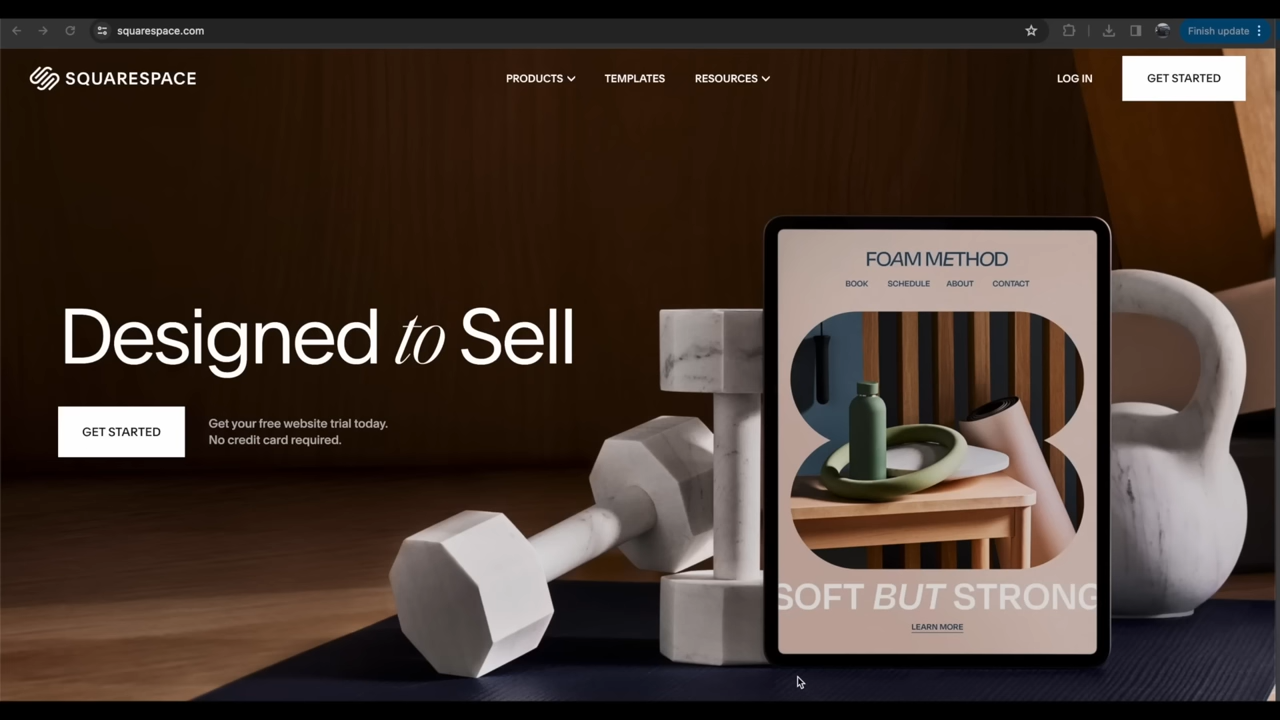 squarespace.com
Finish update
SQUARESPACE
PRODUCTS
TEMPLATES
RESOURCES
LOG IN
GET STARTED
Designed to Sell
GET STARTED
Get your free website trial today.
No credit card required.
FOAM METHOD
BOOK SCHEDULE ABOUT CONTACT
SOFT BUT STRONG
LEARN MORE